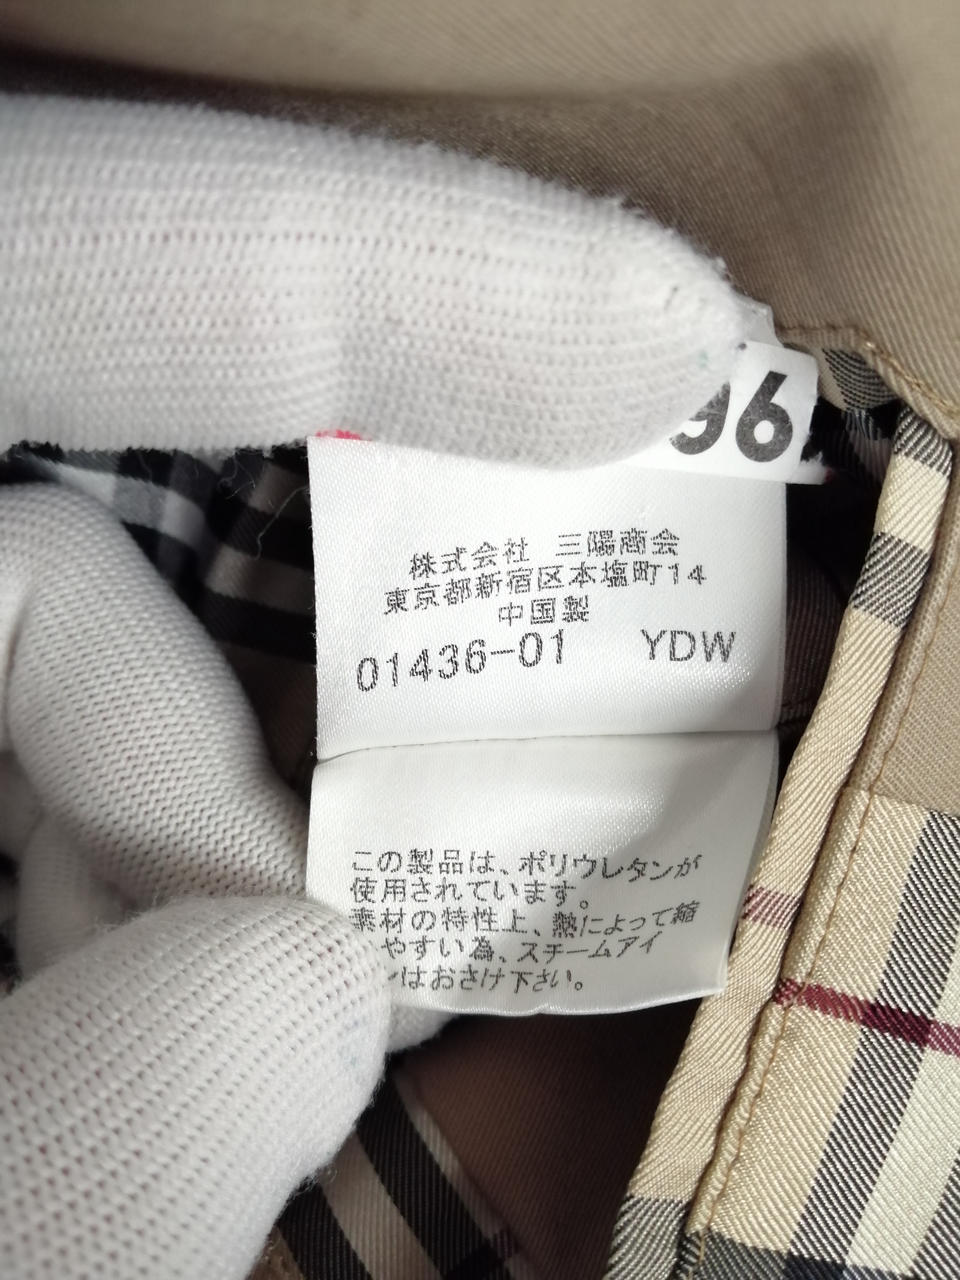 96
株式会社 三陽商会
東京都新宿区本塩町14
中国製
01436-01 YDW
この製品は、ポリウレタンが
使用されています。
素材の特性上、熱によって縮
やすい為、スチームアイ
ンはおさけ下さい。